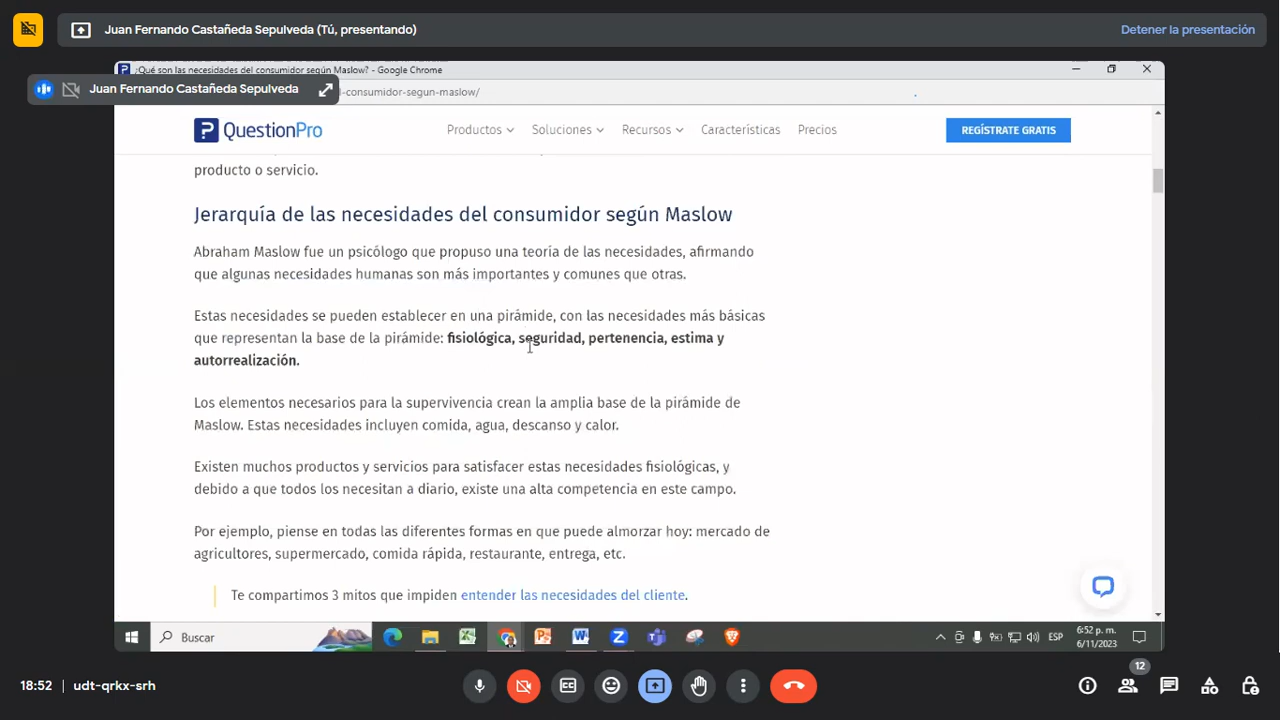 Juan Fernando Castañeda Sepulveda (Tú, presentando)
Detener la presentación
¿Qué son las necesidades del consumidor según Maslow? - Google Chrome
Juan Fernando Castañeda Sepulveda
l-consumidor-segun-maslow/
QuestionPro
Productos
Soluciones
Recursos
Características
Precios
REGÍSTRATE GRATIS
producto o servicio.
Jerarquía de las necesidades del consumidor según Maslow
Abraham Maslow fue un psicólogo que propuso una teoría de las necesidades, afirmando
que algunas necesidades humanas son más importantes y comunes que otras.
Estas necesidades se pueden establecer en una pirámide, con las necesidades más básicas
que representan la base de la pirámide: fisiológica, seguridad, pertenencia, estima y
autorrealización.
Los elementos necesarios para la supervivencia crean la amplia base de la pirámide de
Maslow. Estas necesidades incluyen comida, agua, descanso y calor.
Existen muchos productos y servicios para satisfacer estas necesidades fisiológicas, y
debido a que todos los necesitan a diario, existe una alta competencia en este campo.
Por ejemplo, piense en todas las diferentes formas en que puede almorzar hoy: mercado de
agricultores, supermercado, comida rápida, restaurante, entrega, etc.
Te compartimos 3 mitos que impiden entender las necesidades del cliente.
Buscar
ESP
6:52 p. m.
6/11/2023
18:52 | udt-qrkx-srh
12